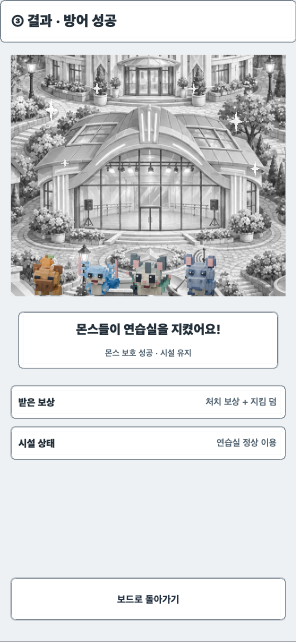 ③ 결과 · 방어 성공
몬스들이 연습실을 지켰어요!
몬스 보호 성공 · 시설 유지
받은 보상 처치 보상 + 지킴 덤
시설 상태 연습실 정상 이용
보드로 돌아가기